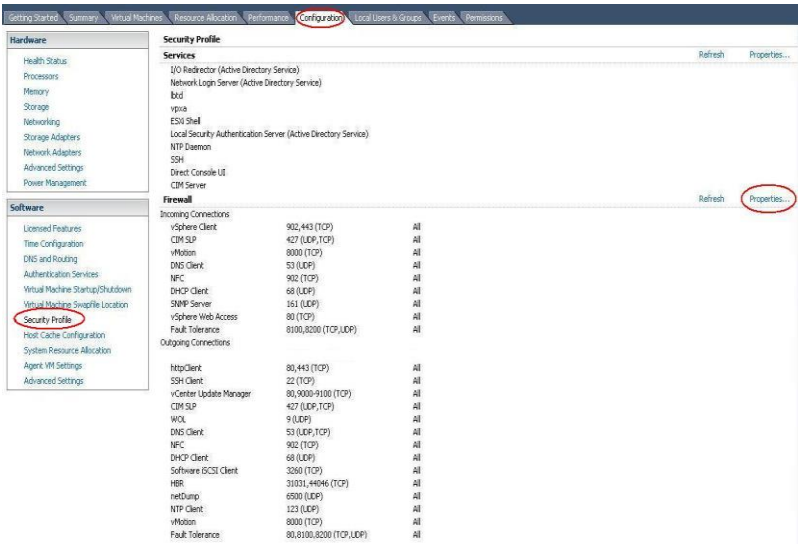 Getting Started Summary Virtual Machines Resource Allocation Performance Configuration Local Users & Groups Events Permissions
Hardware
Health Status
Processors
Memory
Storage
Networking
Storage Adapters
Network Adapters
Advanced Settings
Power Management
Software
Licensed Features
Time Configuration
DNS and Routing
Authentication Services
Virtual Machine Startup/Shutdown
Virtual Machine Swapfile Location
Security Profile
Host Cache Configuration
System Resource Allocation
Agent VM Settings
Advanced Settings
Security Profile
Services Refresh Properties...
I/O Redirector (Active Directory Service)
Network Login Server (Active Directory Service)
lbtd
vpxa
ESXi Shell
Local Security Authentication Server (Active Directory Service)
NTP Daemon
SSH
Direct Console UI
CIM Server
Firewall Refresh Properties...
Incoming Connections
vSphere Client 902,443 (TCP) All
CIM SLP 427 (UDP,TCP) All
vMotion 8000 (TCP) All
DNS Client 53 (UDP) All
NFC 902 (TCP) All
DHCP Client 68 (UDP) All
SNMP Server 161 (UDP) All
vSphere Web Access 80 (TCP) All
Fault Tolerance 8100,8200 (TCP,UDP) All
Outgoing Connections
httpClient 80,443 (TCP) All
SSH Client 22 (TCP) All
vCenter Update Manager 80,9000-9100 (TCP) All
CIM SLP 427 (UDP,TCP) All
WOL 9 (UDP) All
DNS Client 53 (UDP,TCP) All
NFC 902 (TCP) All
DHCP Client 68 (UDP) All
Software iSCSI Client 3260 (TCP) All
HBR 31031,44046 (TCP) All
netDump 6500 (UDP) All
NTP Client 123 (UDP) All
vMotion 8000 (TCP) All
Fault Tolerance 80,8100,8200 (TCP,UDP) All